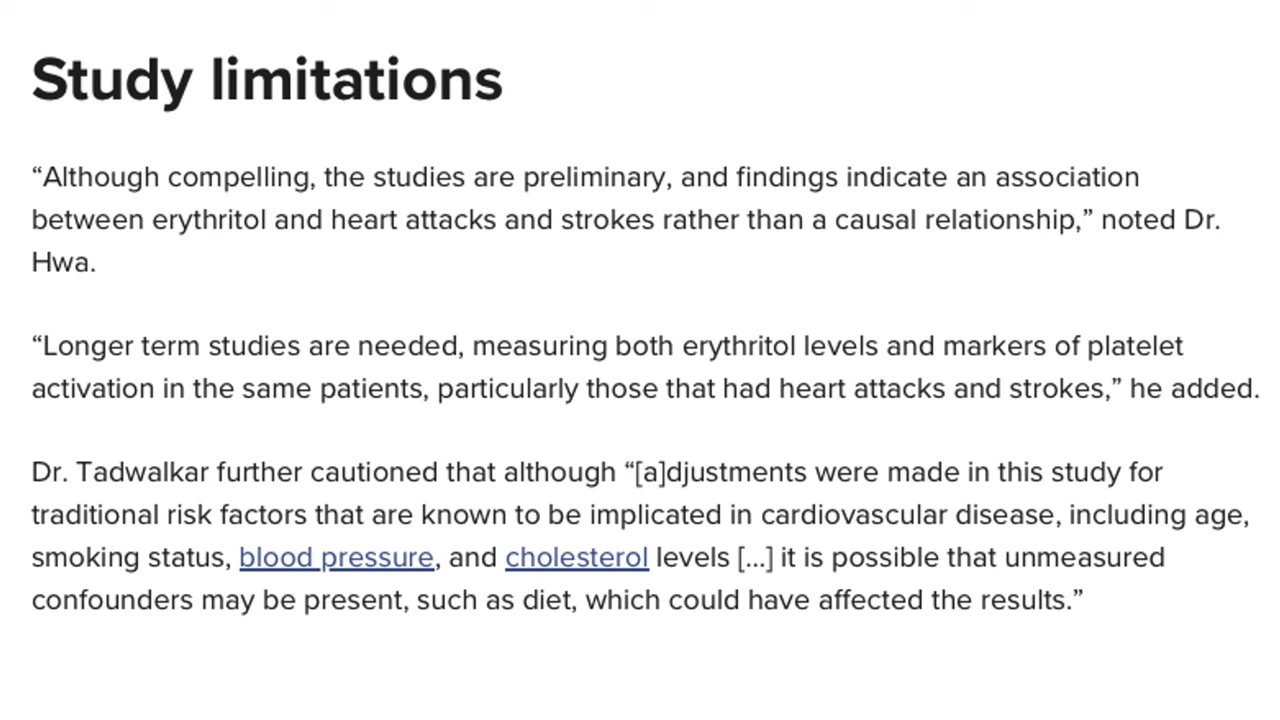 Study limitations
“Although compelling, the studies are preliminary, and findings indicate an association
between erythritol and heart attacks and strokes rather than a causal relationship,” noted Dr.
Hwa.
“Longer term studies are needed, measuring both erythritol levels and markers of platelet
activation in the same patients, particularly those that had heart attacks and strokes,” he added.
Dr. Tadwalkar further cautioned that although “[a]djustments were made in this study for
traditional risk factors that are known to be implicated in cardiovascular disease, including age,
smoking status, blood pressure, and cholesterol levels [...] it is possible that unmeasured
confounders may be present, such as diet, which could have affected the results.”